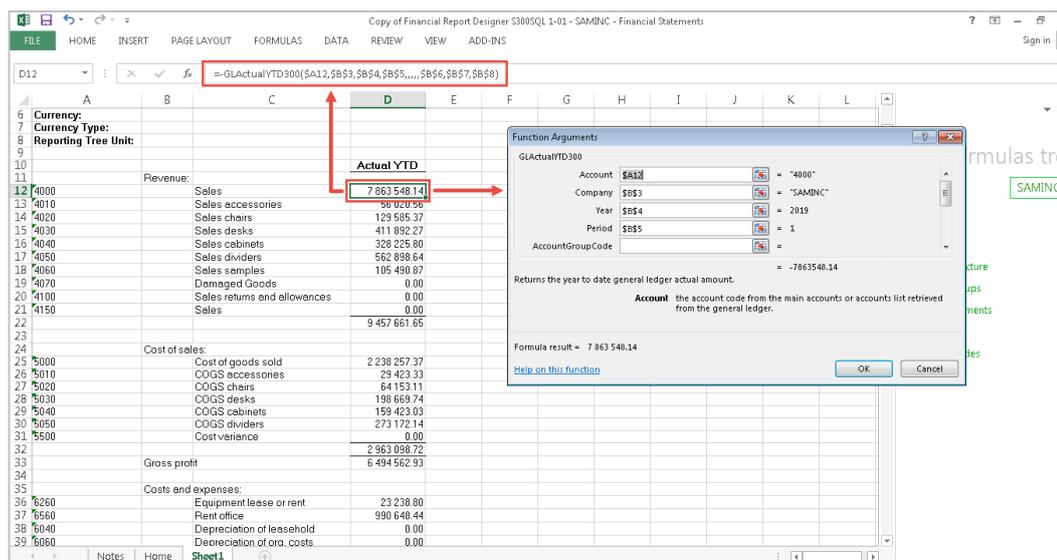 Copy of Financial Report Designer S300SQL 1-01 - SAMINC - Financial Statements
FILE HOME INSERT PAGE LAYOUT FORMULAS DATA REVIEW VIEW ADD-INS Sign in
D12 fx =-GLActualYTD300($A12,$B$3,$B$4,$B$5,,,,,$B$6,$B$7,$B$8)
A B C D E F G H I J K L
6 Currency:
7 Currency Type:
8 Reporting Tree Unit:
9
10 Actual YTD
11 Revenue:
12 4000 Sales 7 863 548.14
13 4010 Sales accessories 56 020.56
14 4020 Sales chairs 129 585.37
15 4030 Sales desks 411 892.27
16 4040 Sales cabinets 328 225.80
17 4050 Sales dividers 562 898.64
18 4060 Sales samples 105 490.87
19 4070 Damaged Goods 0.00
20 4100 Sales returns and allowances 0.00
21 4150 Sales 0.00
22 9 457 661.65
23
24 Cost of sales:
25 5000 Cost of goods sold 2 238 257.37
26 5010 COGS accessories 29 423.33
27 5020 COGS chairs 64 153.11
28 5030 COGS desks 198 669.74
29 5040 COGS cabinets 159 423.03
30 5050 COGS dividers 273 172.14
31 5500 Cost variance 0.00
32 2 963 098.72
33 Gross profit 6 494 562.93
34
35 Costs and expenses:
36 6260 Equipment lease or rent 23 238.80
37 6560 Rent office 990 648.44
38 6040 Depreciation of leasehold 0.00
39 6060 Depreciation of org. costs 0.00
Notes Home Sheet1
Function Arguments
GLActualYTD300
Account $A12 = "4000"
Company $B$3 = "SAMINC"
Year $B$4 = 2019
Period $B$5 = 1
AccountGroupCode =
= -7863548.14
Returns the year to date general ledger actual amount.
Account the account code from the main accounts or accounts list retrieved
from the general ledger.
Formula result = 7 863 548.14
Help on this function OK Cancel
SAMINC